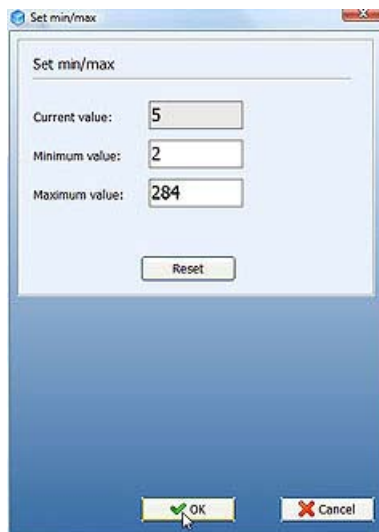 Set min/max
Set min/max
Current value: 5
Minimum value: 2
Maximum value: 284
Reset
OK Cancel